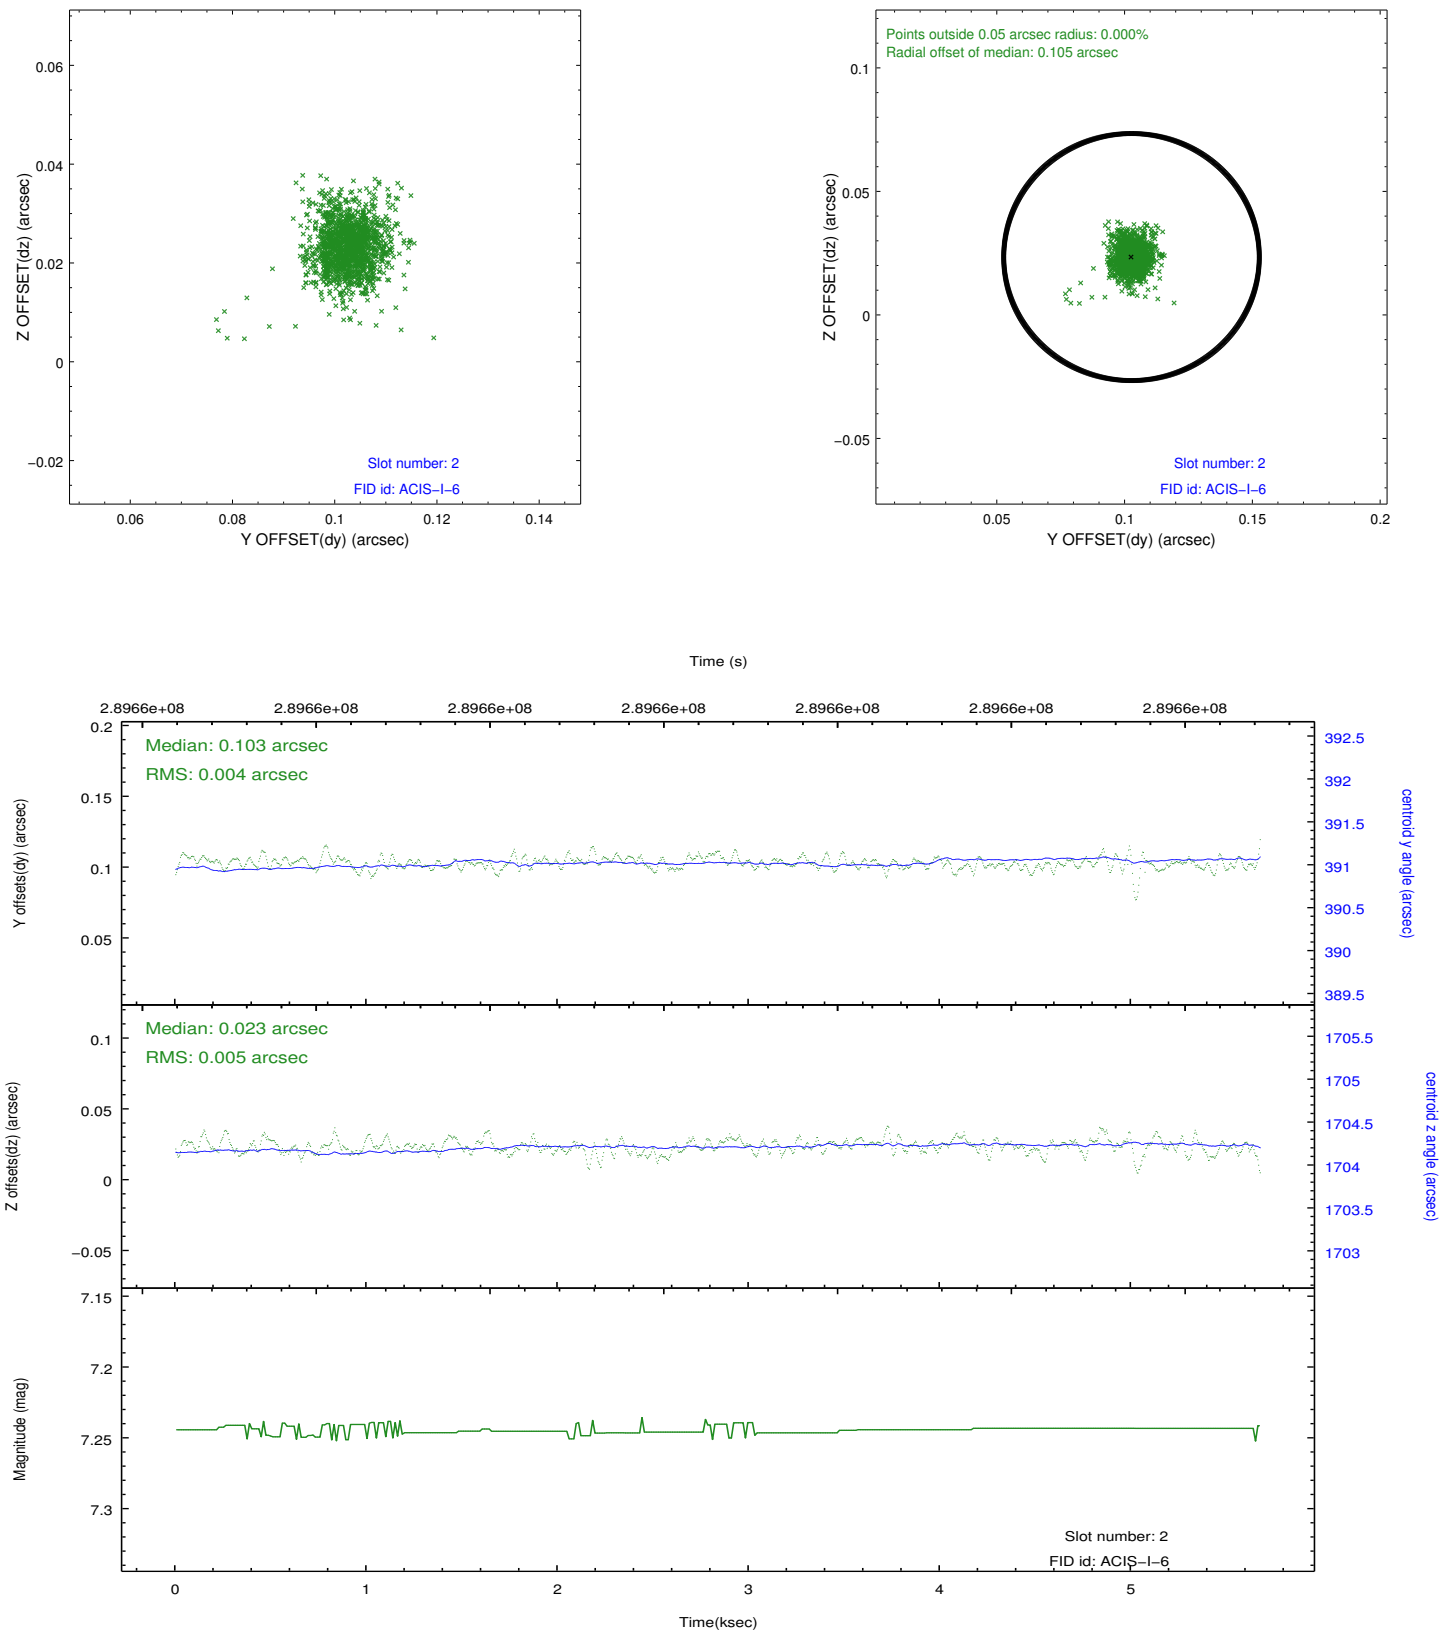 0.06
0.04
0.02
0
−0.02
Z OFFSET(dz) (arcsec)
Slot number: 2
FID id: ACIS−I−6
0.06 0.08 0.1 0.12 0.14
Y OFFSET(dy) (arcsec)
Points outside 0.05 arcsec radius: 0.000%
Radial offset of median: 0.105 arcsec
0.1
0.05
0
−0.05
Z OFFSET(dz) (arcsec)
Slot number: 2
FID id: ACIS−I−6
0.05 0.1 0.15 0.2
Y OFFSET(dy) (arcsec)
Time (s)
2.8966e+08 2.8966e+08 2.8966e+08 2.8966e+08 2.8966e+08 2.8966e+08 2.8966e+08
Median: 0.103 arcsec
RMS: 0.004 arcsec
0.2
0.15
0.1
0.05
Y offsets(dy) (arcsec)
392.5
392
391.5
391
390.5
390
389.5
centroid y angle (arcsec)
Median: 0.023 arcsec
RMS: 0.005 arcsec
0.1
0.05
0
−0.05
Z offsets(dz) (arcsec)
1705.5
1705
1704.5
1704
1703.5
1703
centroid z angle (arcsec)
7.15
7.2
7.25
7.3
Magnitude (mag)
Slot number: 2
FID id: ACIS−I−6
0 1 2 3 4 5
Time(ksec)